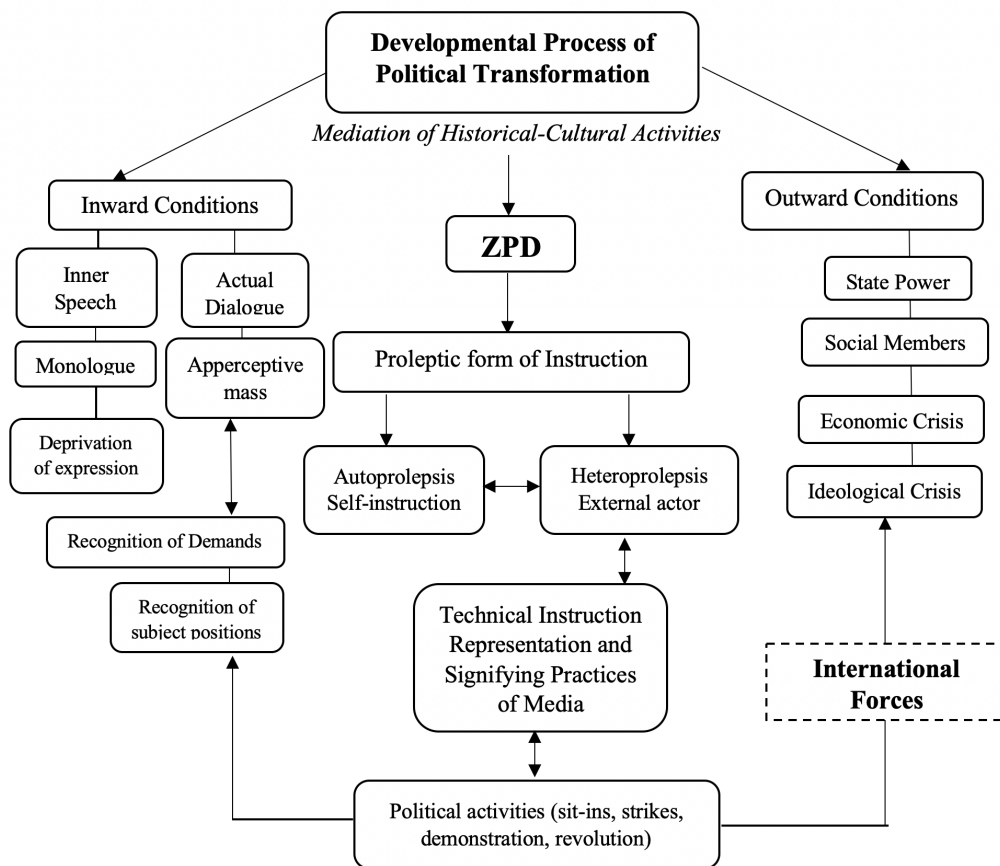 Developmental Process of
Political Transformation
Mediation of Historical-Cultural Activities
Inward Conditions
Outward Conditions
ZPD
Inner
Speech
Actual
Dialogue
State Power
Monologue
Apperceptive
mass
Proleptic form of Instruction
Social Members
Deprivation
of expression
Economic Crisis
Autoprolepsis
Self-instruction
Heteroprolepsis
External actor
Ideological Crisis
Recognition of Demands
Recognition of
subject positions
Technical Instruction
Representation and
Signifying Practices
of Media
International
Forces
Political activities (sit-ins, strikes,
demonstration, revolution)